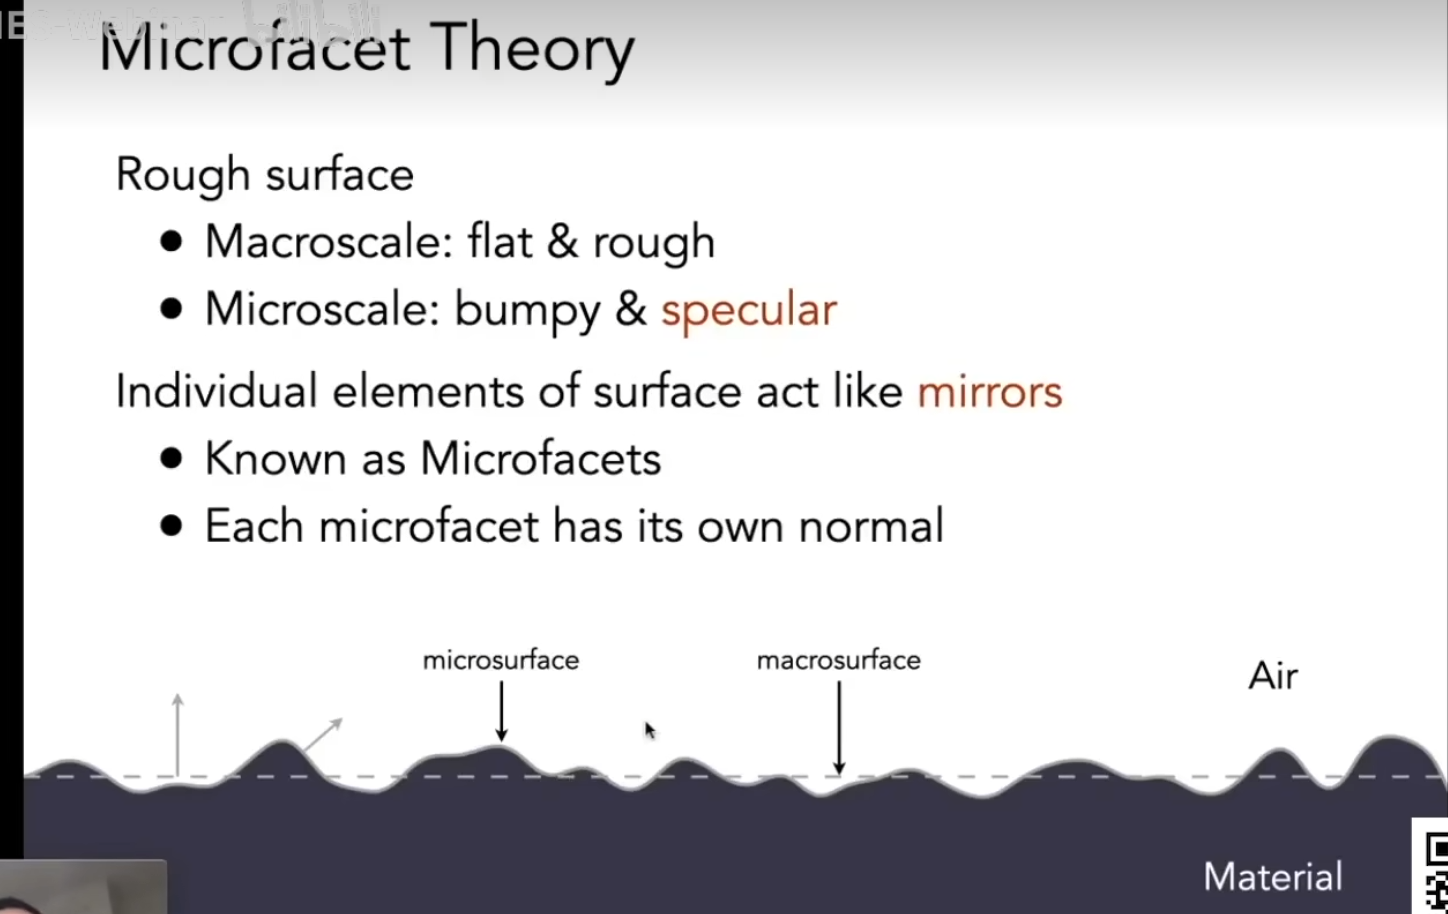 Microfacet Theory
Rough surface
● Macroscale: flat & rough
● Microscale: bumpy & specular
Individual elements of surface act like mirrors
● Known as Microfacets
● Each microfacet has its own normal
microsurface
macrosurface
Air
Material